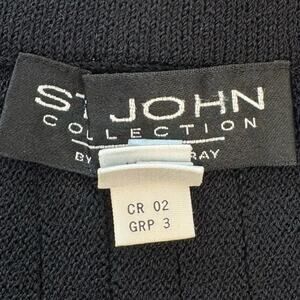 ST JOHN
COLLECTION
BY
CR 02
GRP 3